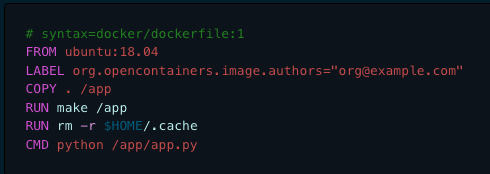 # syntax=docker/dockerfile:1
FROM ubuntu:18.04
LABEL org.opencontainers.image.authors="org@example.com"
COPY . /app
RUN make /app
RUN rm -r $HOME/.cache
CMD python /app/app.py